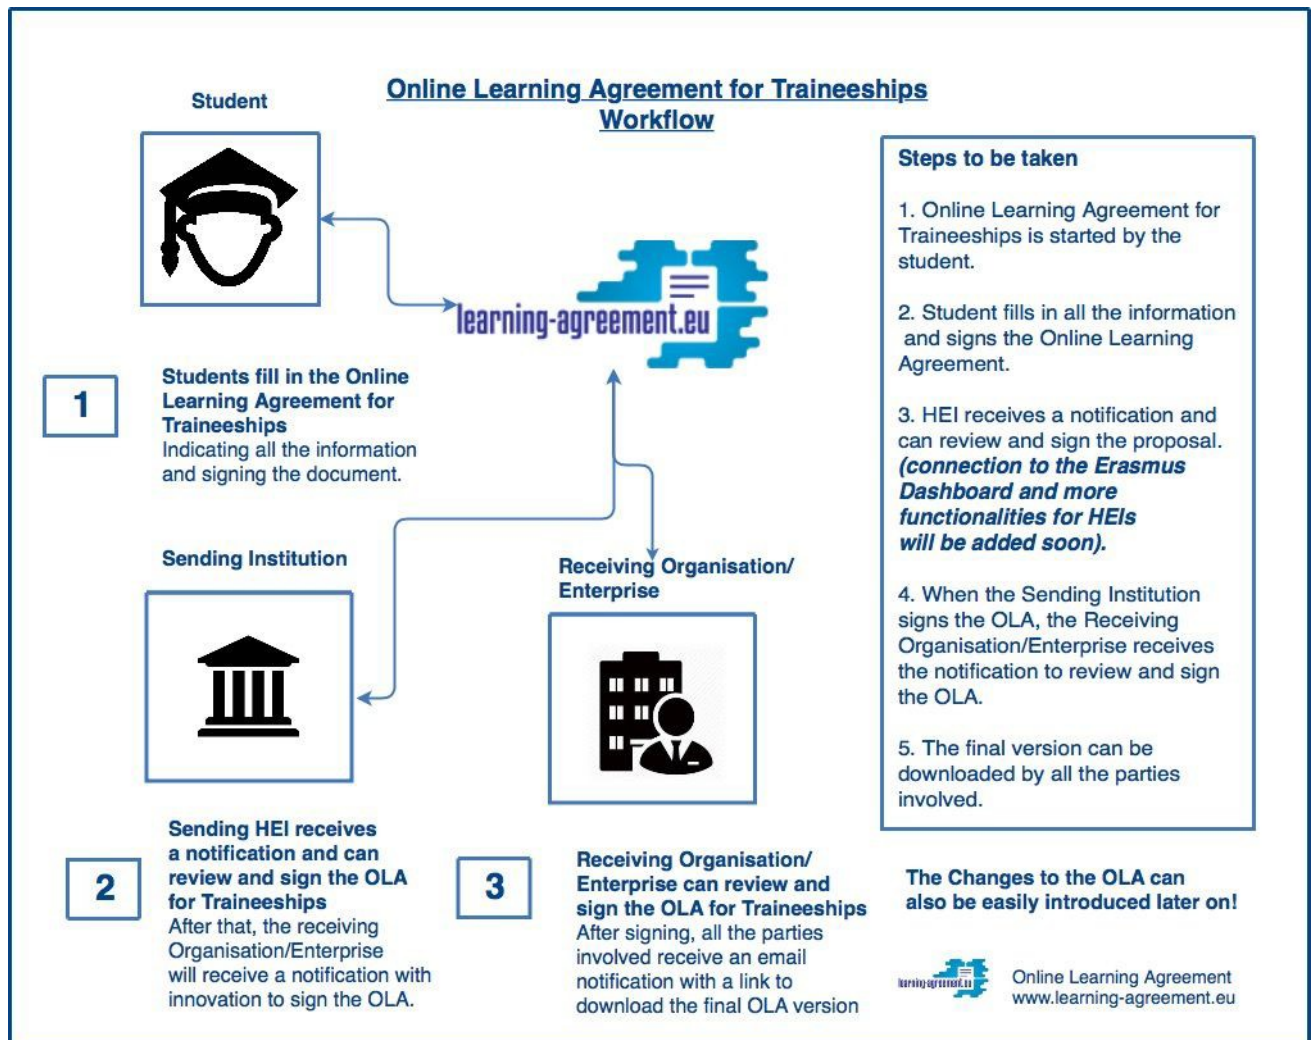 Online Learning Agreement for Traineeships
Workflow
Student
learning-agreement.eu
1
Students fill in the Online
Learning Agreement for
Traineeships
Indicating all the information
and signing the document.
Sending Institution
Receiving Organisation/
Enterprise
2
Sending HEI receives
a notification and can
review and sign the OLA
for Traineeships
After that, the receiving
Organisation/Enterprise
will receive a notification with
innovation to sign the OLA.
3
Receiving Organisation/
Enterprise can review and
sign the OLA for Traineeships
After signing, all the parties
involved receive an email
notification with a link to
download the final OLA version
Steps to be taken
1. Online Learning Agreement for
Traineeships is started by the
student.
2. Student fills in all the information
and signs the Online Learning
Agreement.
3. HEI receives a notification and
can review and sign the proposal.
(connection to the Erasmus
Dashboard and more
functionalities for HEIs
will be added soon).
4. When the Sending Institution
signs the OLA, the Receiving
Organisation/Enterprise receives
the notification to review and sign
the OLA.
5. The final version can be
downloaded by all the parties
involved.
The Changes to the OLA can
also be easily introduced later on!
learning-agreement.eu
Online Learning Agreement
www.learning-agreement.eu